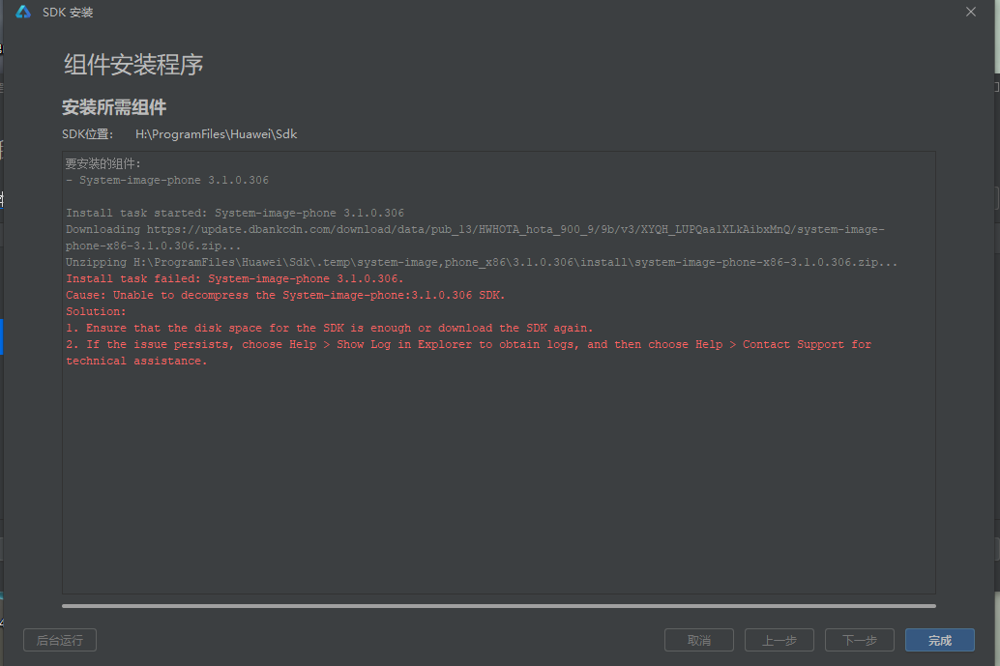 SDK 安装
组件安装程序
安装所需组件
SDK位置: H:\ProgramFiles\Huawei\Sdk
要安装的组件:
- System-image-phone 3.1.0.306
Install task started: System-image-phone 3.1.0.306
Downloading https://update.dbankcdn.com/download/data/pub_13/HWHOTA_hota_900_9/9b/v3/XYQH_LUPQaalXLkAibxMnQ/system-image-
phone-x86-3.1.0.306.zip...
Unzipping H:\ProgramFiles\Huawei\Sdk\.temp\system-image,phone_x86\3.1.0.306\install\system-image-phone-x86-3.1.0.306.zip...
Install task failed: System-image-phone 3.1.0.306.
Cause: Unable to decompress the System-image-phone:3.1.0.306 SDK.
Solution:
1. Ensure that the disk space for the SDK is enough or download the SDK again.
2. If the issue persists, choose Help > Show Log in Explorer to obtain logs, and then choose Help > Contact Support for
technical assistance.
后台运行 取消 上一步 下一步 完成